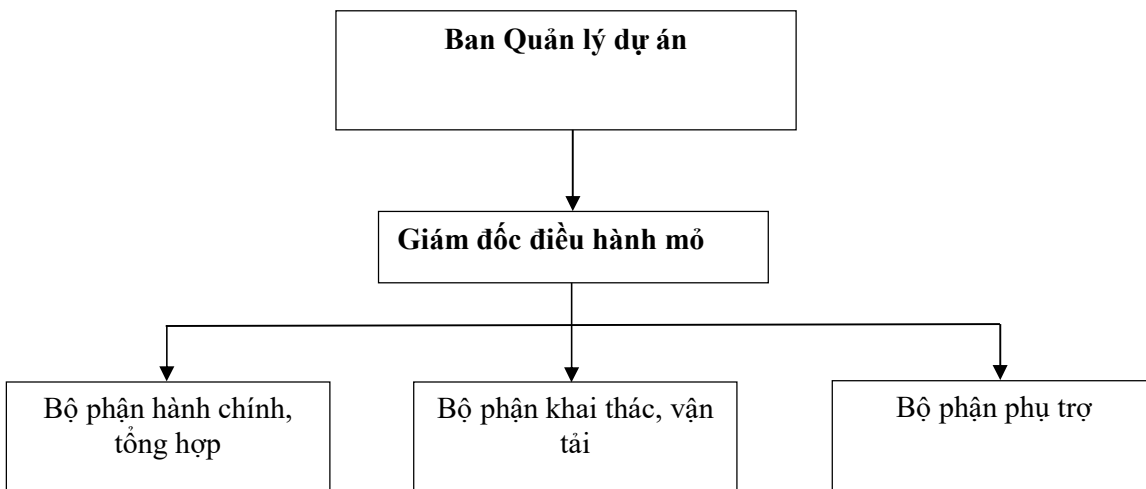 Ban Quản lý dự án
Giám đốc điều hành mỏ
Bộ phận hành chính,
tổng hợp
Bộ phận khai thác, vận
tải
Bộ phận phụ trợ